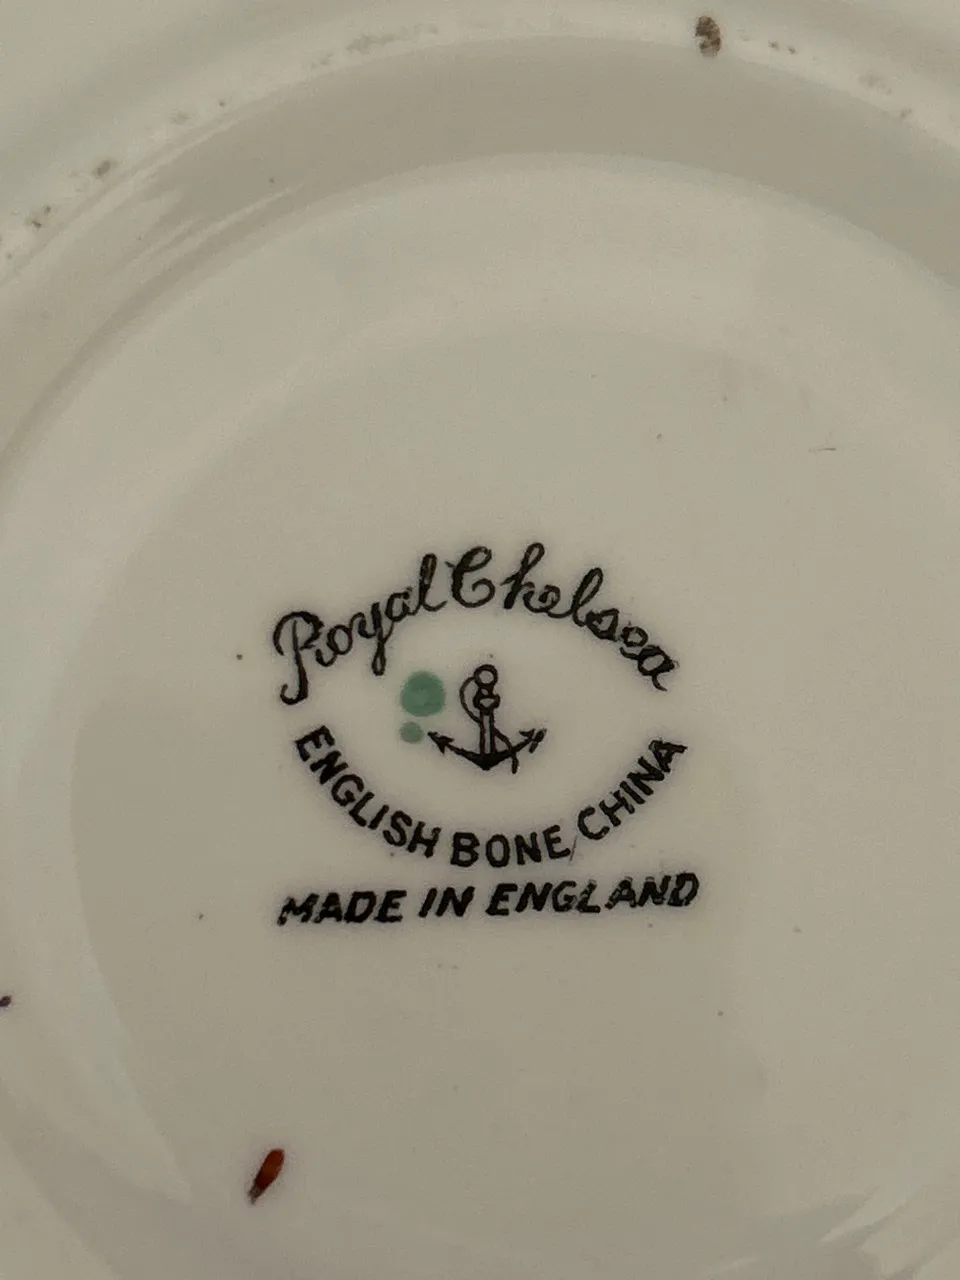 Royal Chelsea
ENGLISH BONE CHINA
MADE IN ENGLAND